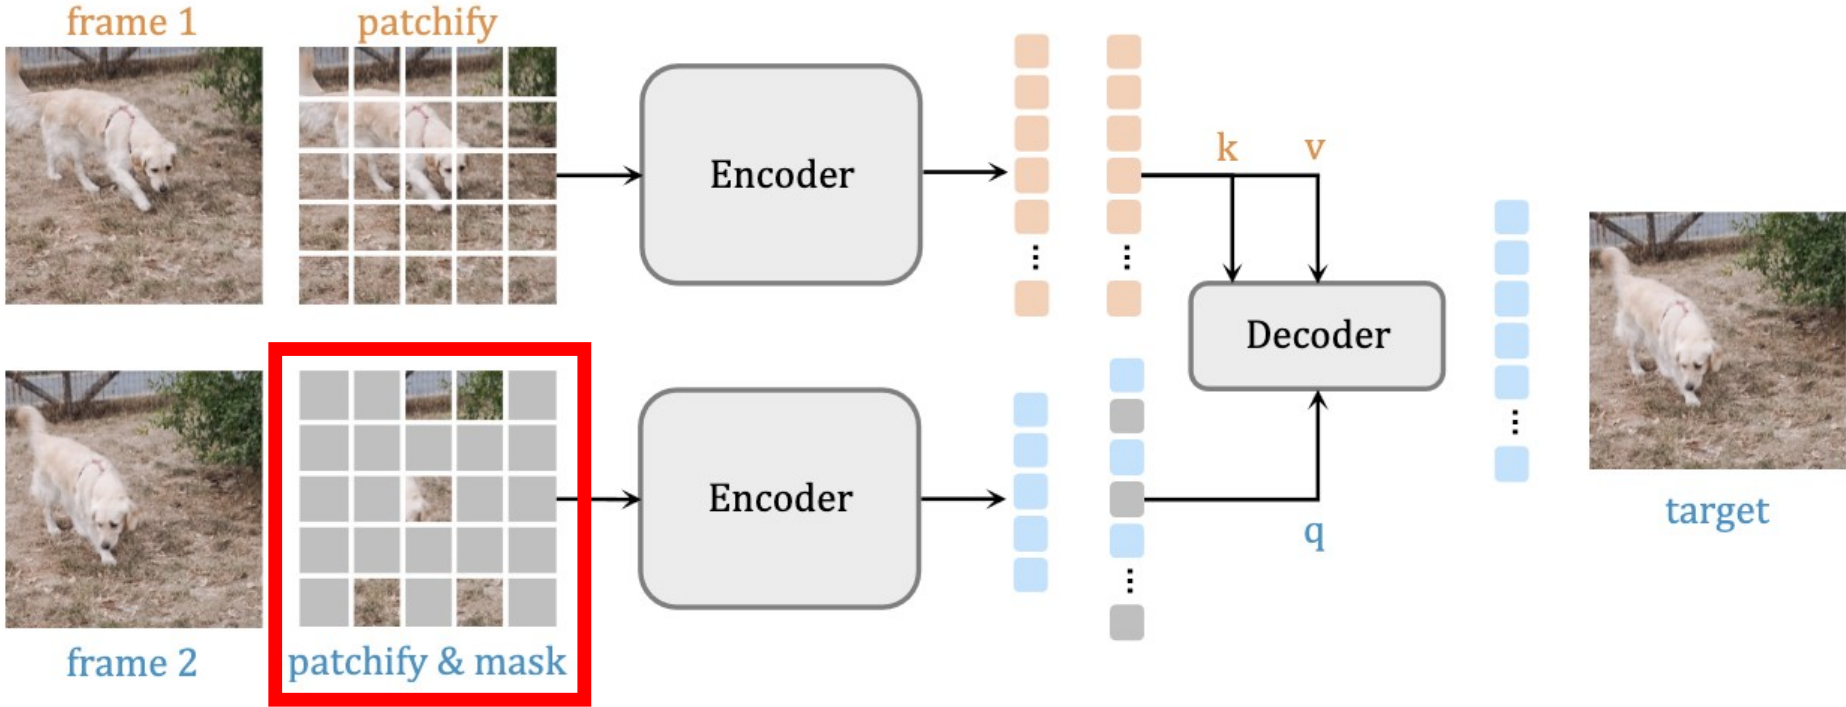 frame 1
patchify
Encoder
k
v
Decoder
frame 2
patchify & mask
Encoder
q
target